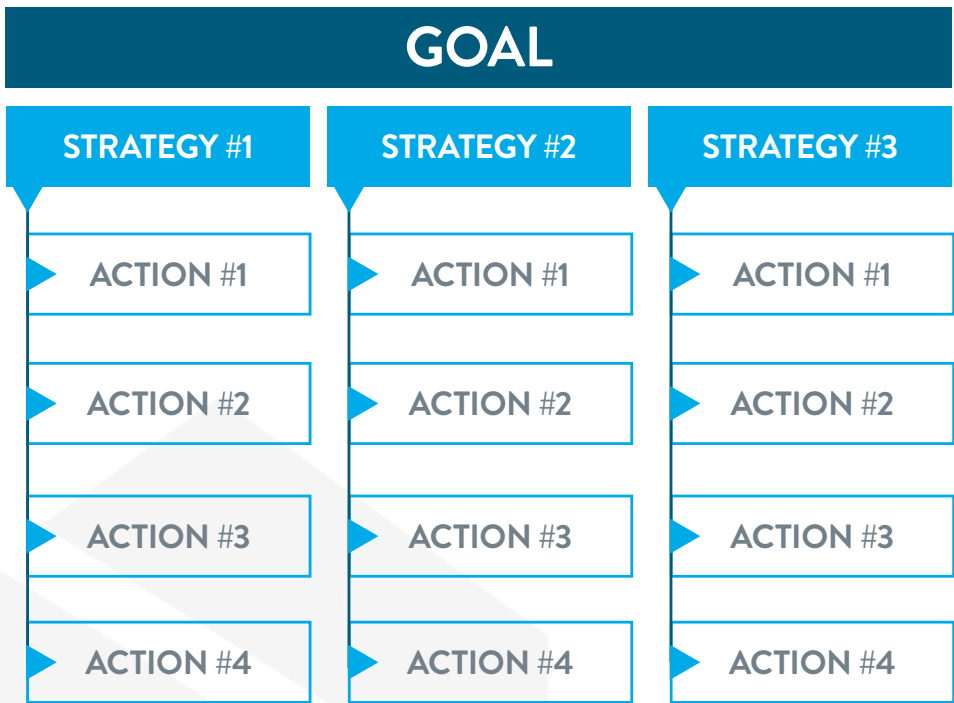 GOAL
STRATEGY #1
STRATEGY #2
STRATEGY #3
ACTION #1
ACTION #1
ACTION #1
ACTION #2
ACTION #2
ACTION #2
ACTION #3
ACTION #3
ACTION #3
ACTION #4
ACTION #4
ACTION #4